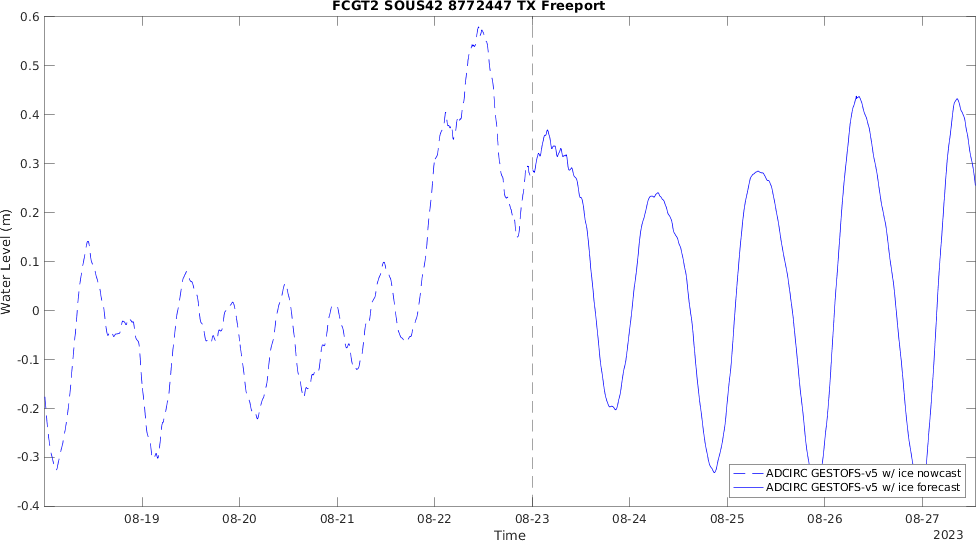 FCGT2 SOUS42 8772447 TX Freeport
Water Level (m)
0.6
0.5
0.4
0.3
0.2
0.1
0
-0.1
-0.2
-0.3
-0.4
ADCIRC GESTOFS-v5 w/ ice nowcast
ADCIRC GESTOFS-v5 w/ ice forecast
08-19 08-20 08-21 08-22 08-23 08-24 08-25 08-26 08-27
Time 2023